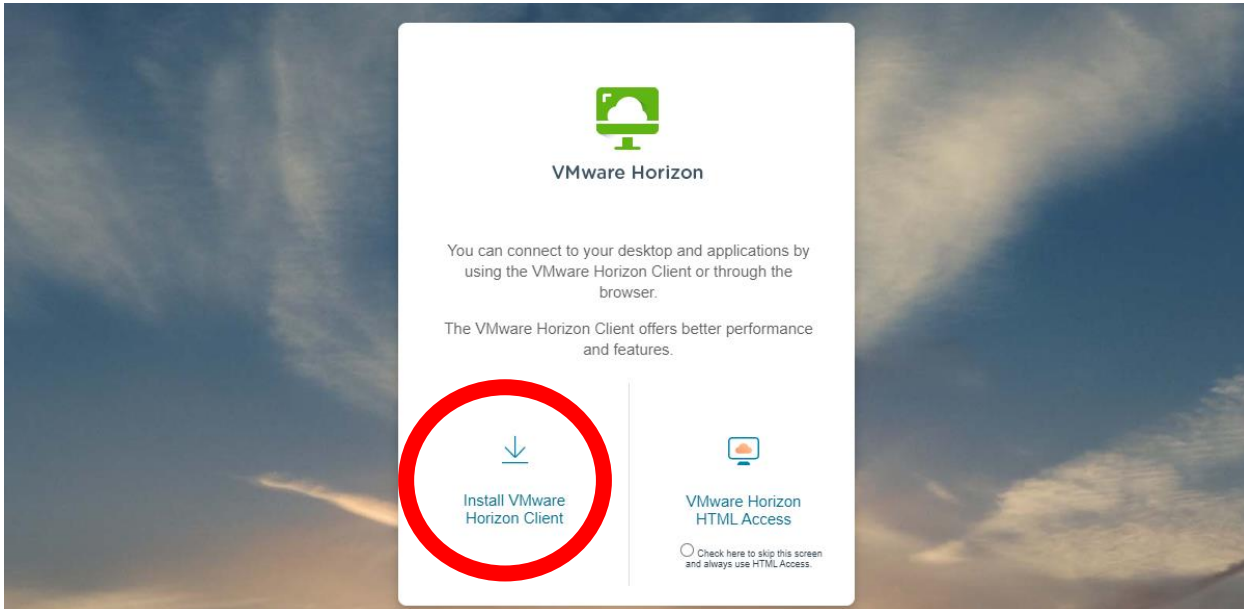 VMware Horizon
You can connect to your desktop and applications by
using the VMware Horizon Client or through the
browser.
The VMware Horizon Client offers better performance
and features.
Install VMware
Horizon Client
VMware Horizon
HTML Access
Check here to skip this screen
and always use HTML Access.